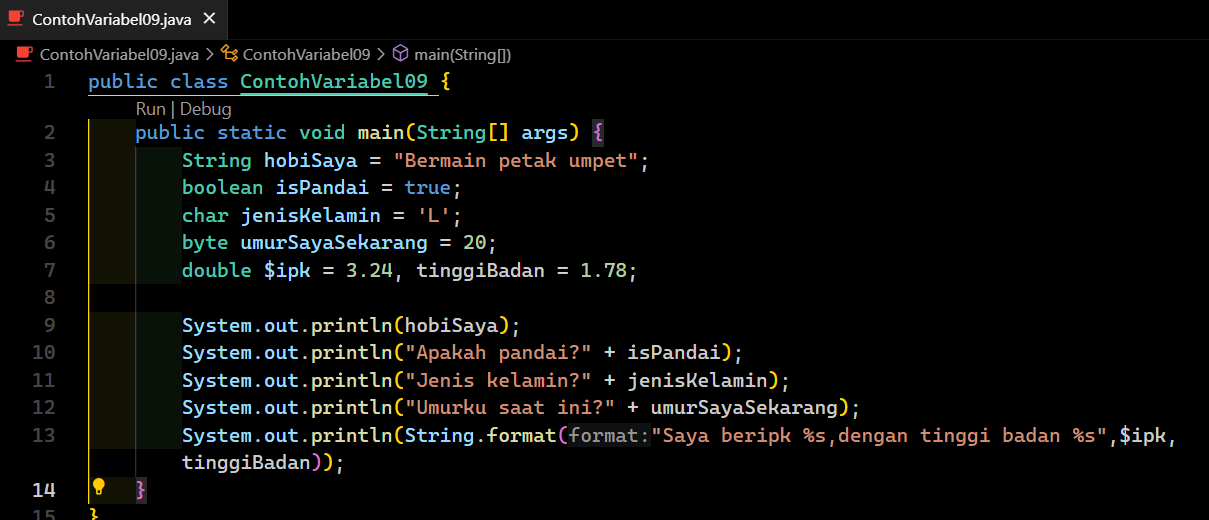 ContohVariabel09.java ✕
ContohVariabel09.java > ContohVariabel09 > main(String[])
1 public class ContohVariabel09 {
Run | Debug
2 public static void main(String[] args) {
3 String hobiSaya = "Bermain petak umpet";
4 boolean isPandai = true;
5 char jenisKelamin = 'L';
6 byte umurSayaSekarang = 20;
7 double $ipk = 3.24, tinggiBadan = 1.78;
8
9 System.out.println(hobiSaya);
10 System.out.println("Apakah pandai?" + isPandai);
11 System.out.println("Jenis kelamin?" + jenisKelamin);
12 System.out.println("Umurku saat ini?" + umurSayaSekarang);
13 System.out.println(String.format(format:"Saya beripk %s,dengan tinggi badan %s",$ipk,
tinggiBadan));
14 }
15 }